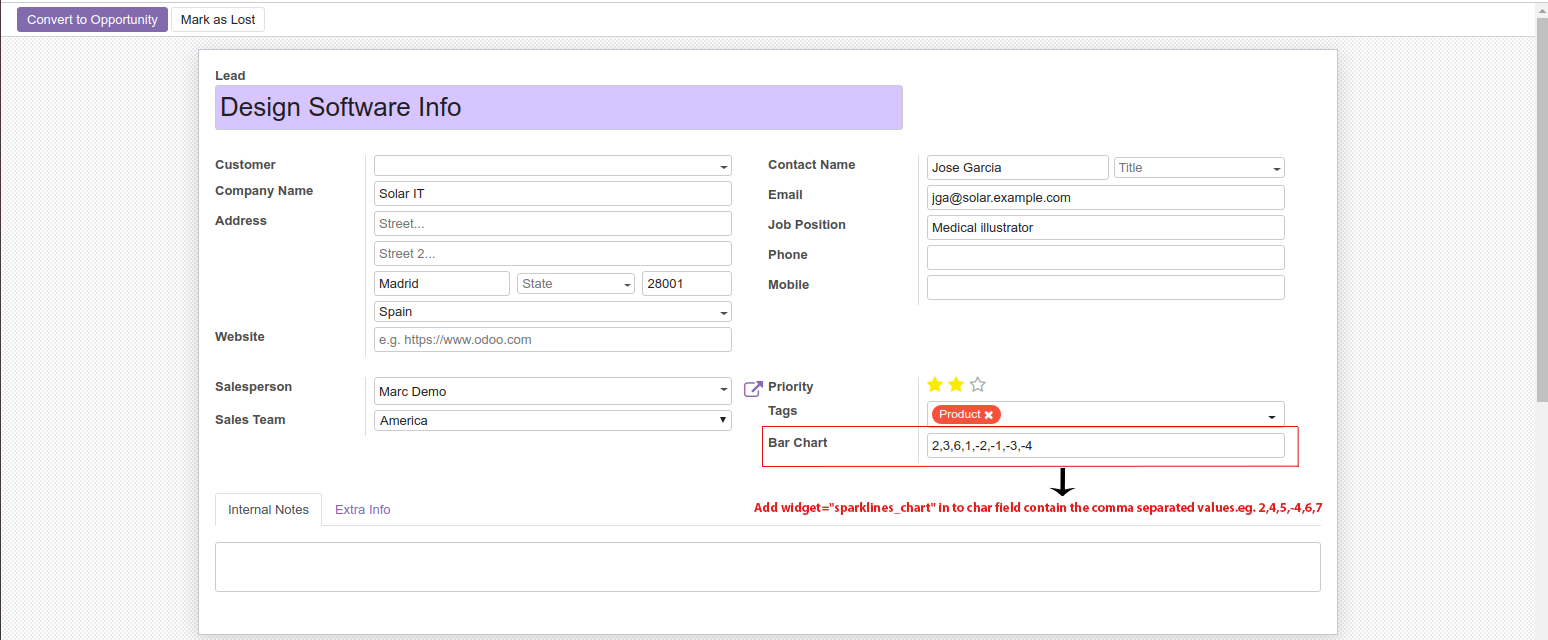 Convert to Opportunity Mark as Lost
Lead
Design Software Info
Customer
Company Name Solar IT
Address Street...
Street 2...
Madrid State 28001
Spain
Website e.g. https://www.odoo.com
Contact Name Jose Garcia Title
Email jga@solar.example.com
Job Position Medical illustrator
Phone
Mobile
Salesperson Marc Demo
Sales Team America
Priority
Tags Product ✖
Bar Chart 2,3,6,1,-2,-1,-3,-4
Add widget="sparklines_chart" in to char field contain the comma separated values.eg. 2,4,5,-4,6,7
Internal Notes Extra Info